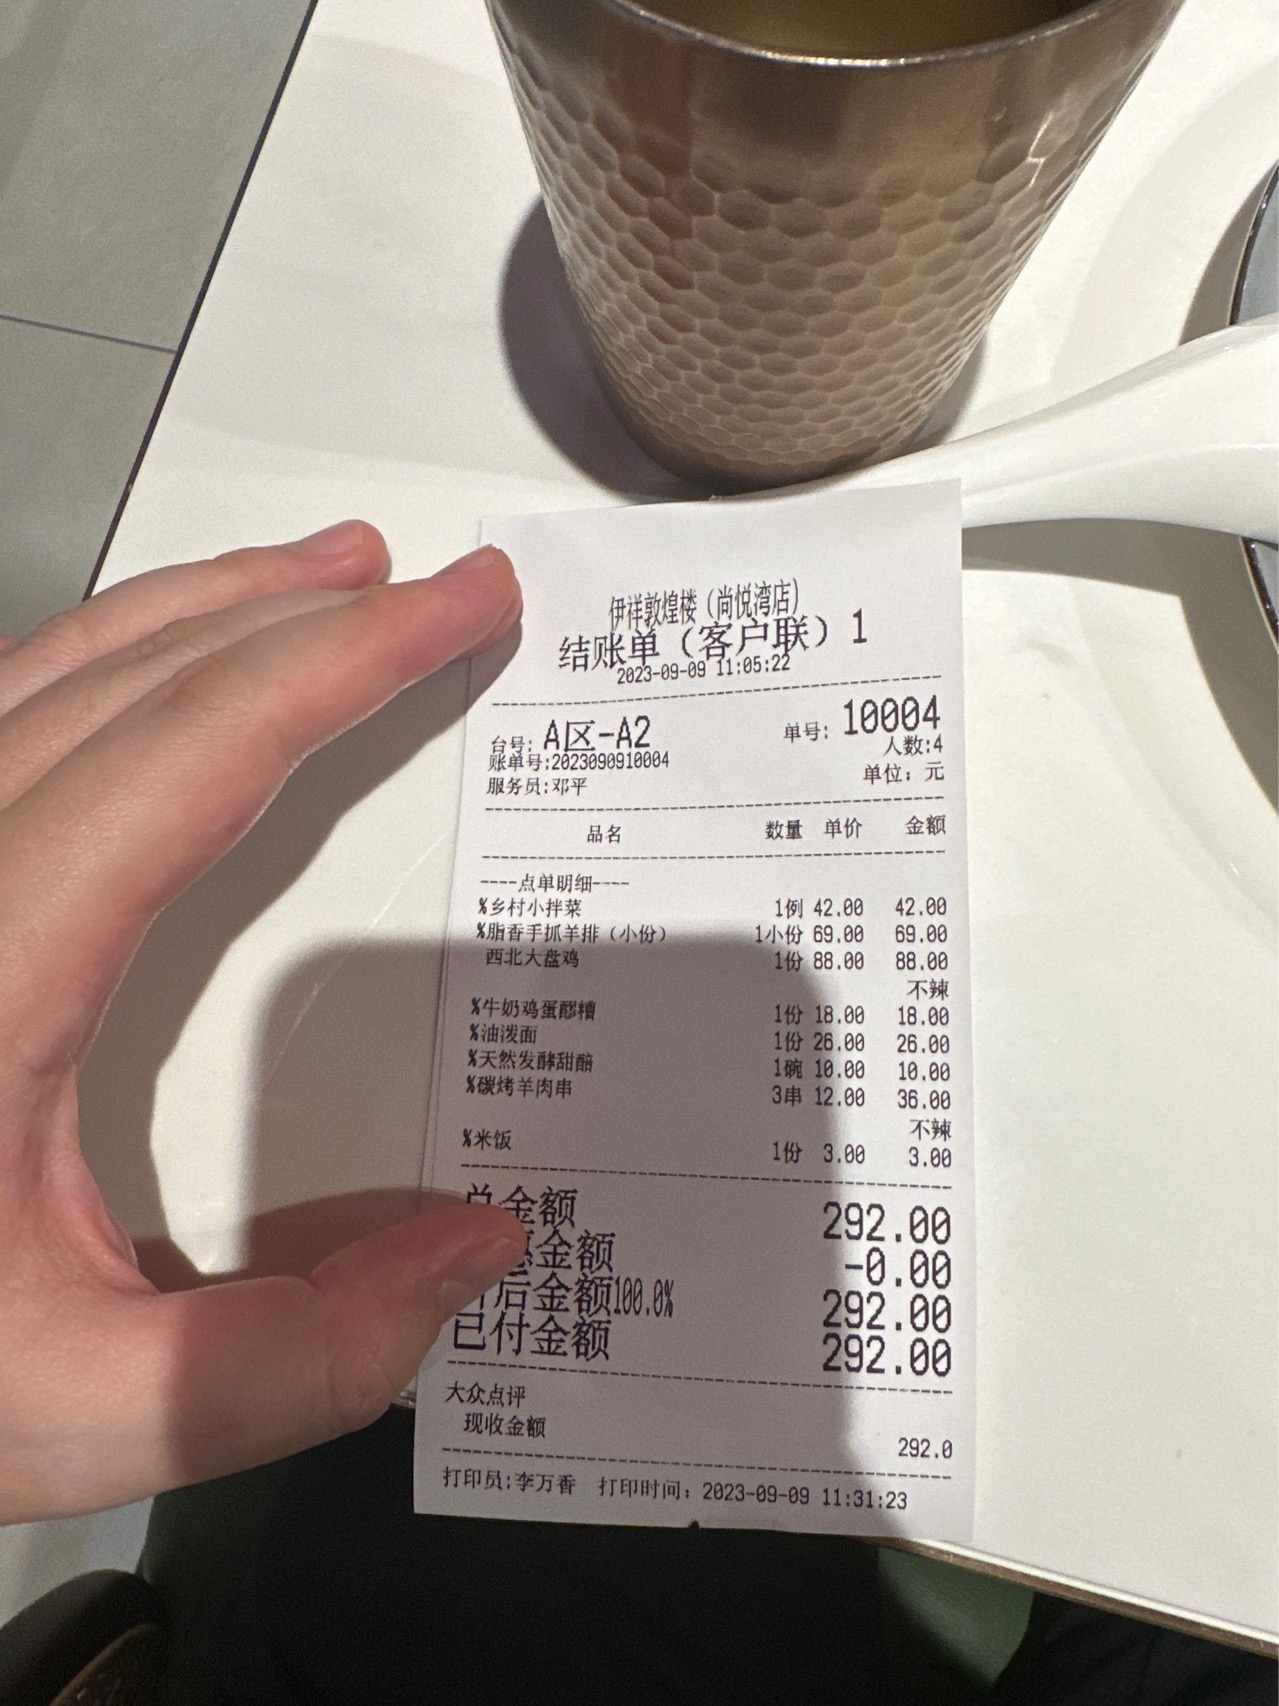 伊祥敦煌楼（尚悦湾店）
结账单（客户联）1
2023-09-09 11:05:22
台号: A区-A2 单号: 10004
账单号:2023090910004 人数:4
服务员:邓平 单位: 元
品名 数量 单价 金额
----点单明细----
%乡村小拌菜 1例 42.00 42.00
%脂香手抓羊排（小份） 1小份 69.00 69.00
西北大盘鸡 1份 88.00 88.00
不辣
%牛奶鸡蛋醪糟 1份 18.00 18.00
%油泼面 1份 26.00 26.00
%天然发酵甜醅 1碗 10.00 10.00
%碳烤羊肉串 3串 12.00 36.00
不辣
%米饭 1份 3.00 3.00
总金额 292.00
金额 -0.00
后金额100.0% 292.00
已付金额 292.00
大众点评
现收金额 292.0
打印员:李万香 打印时间: 2023-09-09 11:31:23